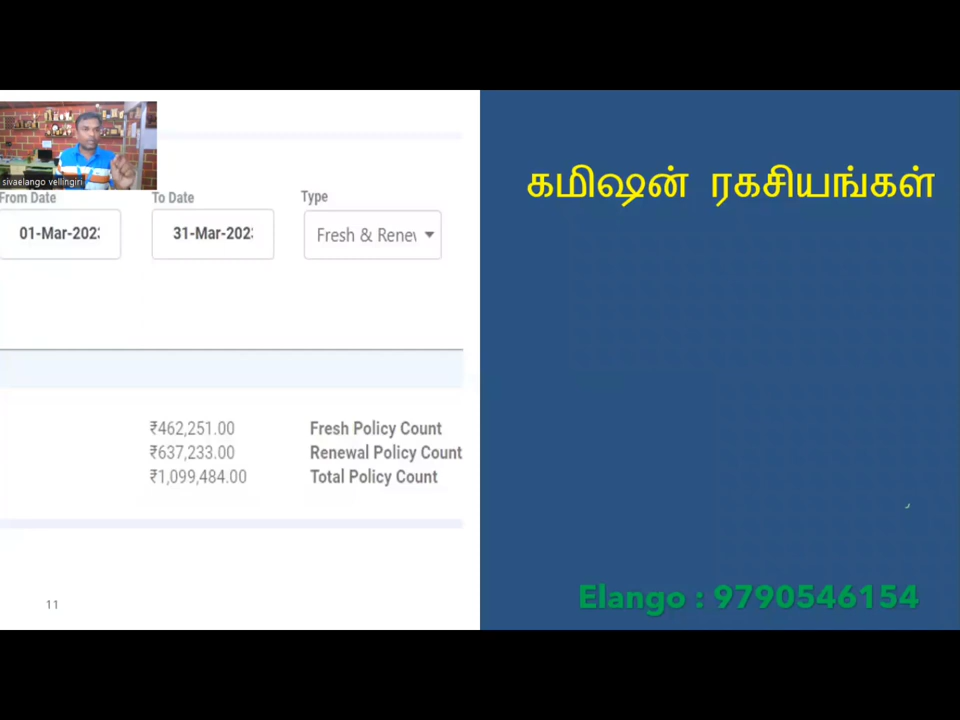 sivaelango vellingiri
From Date To Date Type
01-Mar-202 31-Mar-202 Fresh & Rene
₹462,251.00 Fresh Policy Count
₹637,233.00 Renewal Policy Count
₹1,099,484.00 Total Policy Count
11
கமிஷன் ரகசியங்கள்
Elango : 9790546154